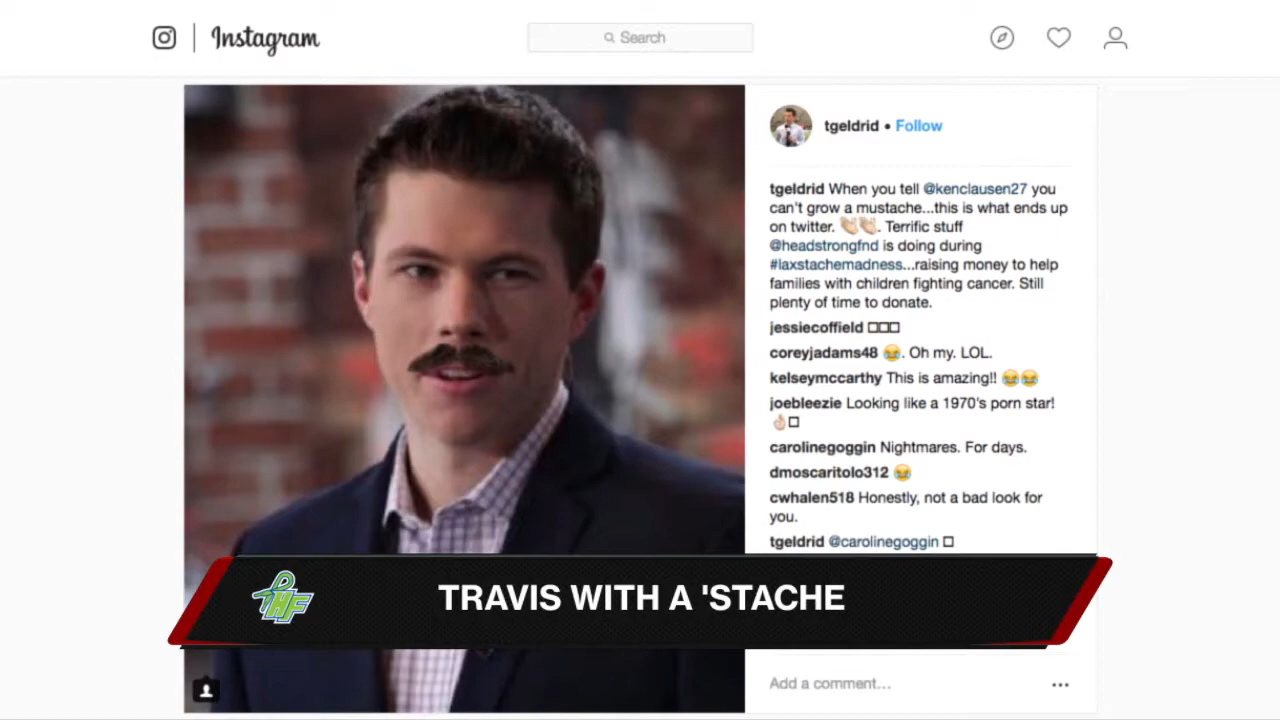 Instagram
Search
tgeldrid • Follow
tgeldrid When you tell @kenclausen27 you
can't grow a mustache...this is what ends up
on twitter. 👏🏻👏🏻. Terrific stuff
@headstrongfnd is doing during
#laxstachemadness...raising money to help
families with children fighting cancer. Still
plenty of time to donate.
jessiecoffield □□□
coreyjadams48 😂. Oh my. LOL.
kelseymccarthy This is amazing!! 😂😂
joebleezie Looking like a 1970's porn star!
👌🏻□
carolinegoggin Nightmares. For days.
dmoscaritolo312 😂
cwhalen518 Honestly, not a bad look for
you.
tgeldrid @carolinegoggin □
HF
TRAVIS WITH A 'STACHE
Add a comment...